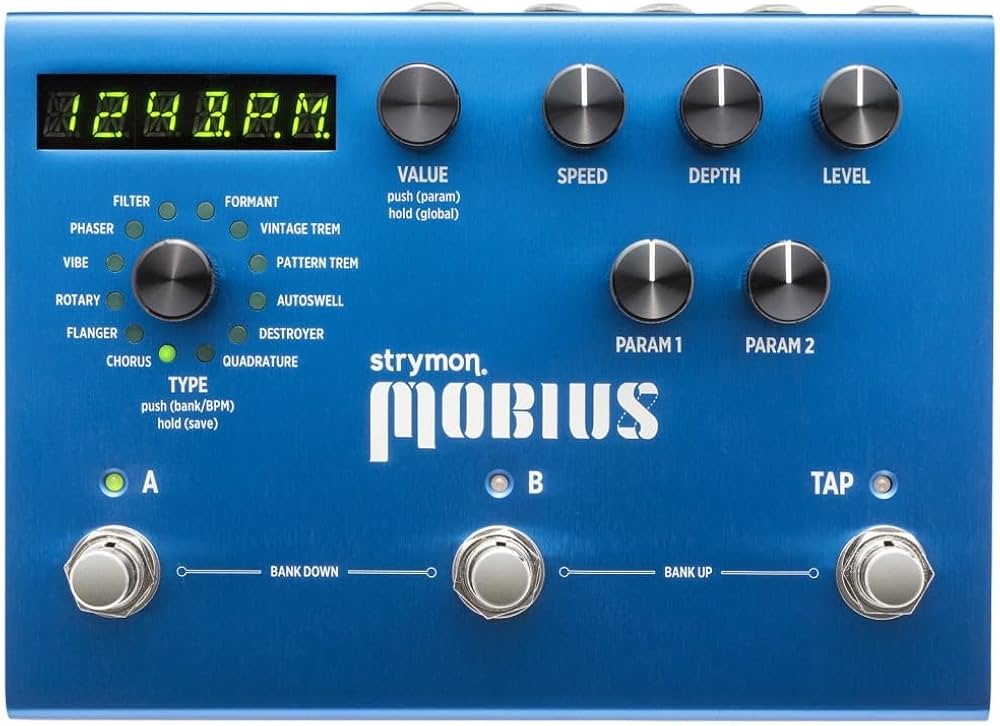 124B.P.M.
VALUE
push (param)
hold (global)
SPEED
DEPTH
LEVEL
FILTER
FORMANT
PHASER
VINTAGE TREM
VIBE
PATTERN TREM
ROTARY
AUTOSWELL
FLANGER
DESTROYER
CHORUS
QUADRATURE
TYPE
push (bank/BPM)
hold (save)
PARAM 1
PARAM 2
strymon.
MOBIUS
A
B
TAP
BANK DOWN
BANK UP